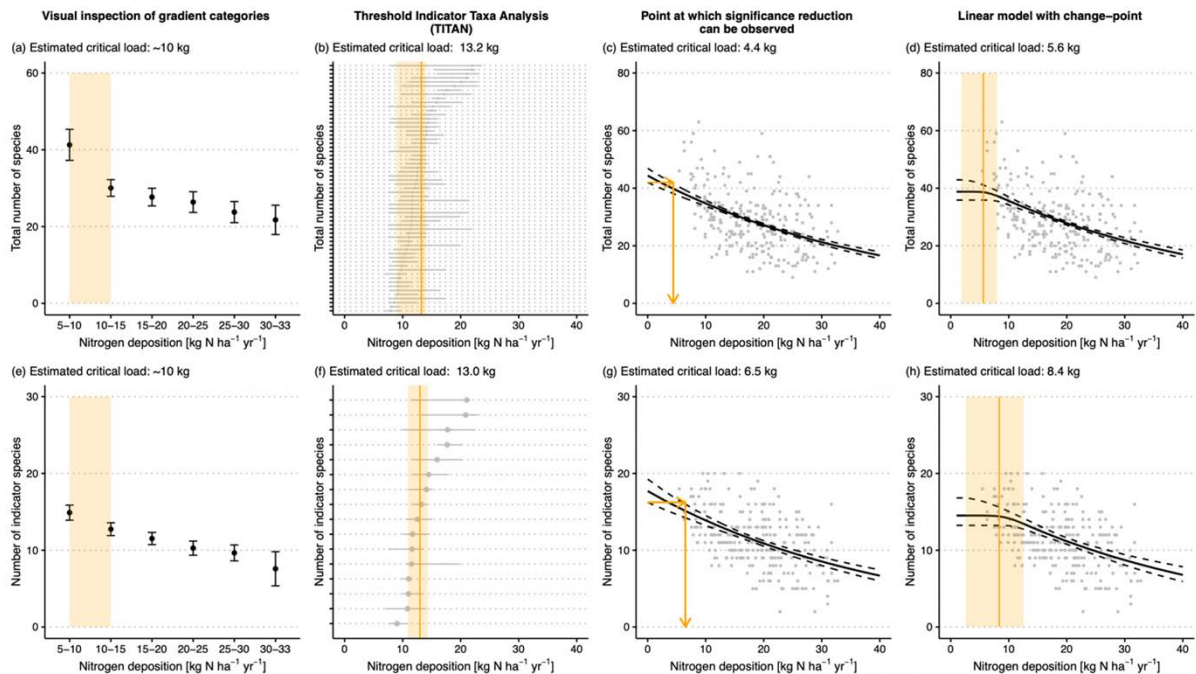 Visual inspection of gradient categories
Threshold Indicator Taxa Analysis
(TITAN)
Point at which significance reduction
can be observed
Linear model with change−point
(a) Estimated critical load: ~10 kg
(b) Estimated critical load: 13.2 kg
(c) Estimated critical load: 4.4 kg
(d) Estimated critical load: 5.6 kg
Total number of species
60
40
20
0
5−10 10−15 15−20 20−25 25−30 30−33
Nitrogen deposition [kg N ha⁻¹ yr⁻¹]
Total number of species
0 10 20 30 40
Nitrogen deposition [kg N ha⁻¹ yr⁻¹]
Total number of species
80
60
40
20
0
0 10 20 30 40
Nitrogen deposition [kg N ha⁻¹ yr⁻¹]
Total number of species
80
60
40
20
0
0 10 20 30 40
Nitrogen deposition [kg N ha⁻¹ yr⁻¹]
(e) Estimated critical load: ~10 kg
(f) Estimated critical load: 13.0 kg
(g) Estimated critical load: 6.5 kg
(h) Estimated critical load: 8.4 kg
Number of indicator species
30
20
10
0
5−10 10−15 15−20 20−25 25−30 30−33
Nitrogen deposition [kg N ha⁻¹ yr⁻¹]
Number of indicator species
0 10 20 30 40
Nitrogen deposition [kg N ha⁻¹ yr⁻¹]
Number of indicator species
30
20
10
0
0 10 20 30 40
Nitrogen deposition [kg N ha⁻¹ yr⁻¹]
Number of indicator species
30
20
10
0
0 10 20 30 40
Nitrogen deposition [kg N ha⁻¹ yr⁻¹]